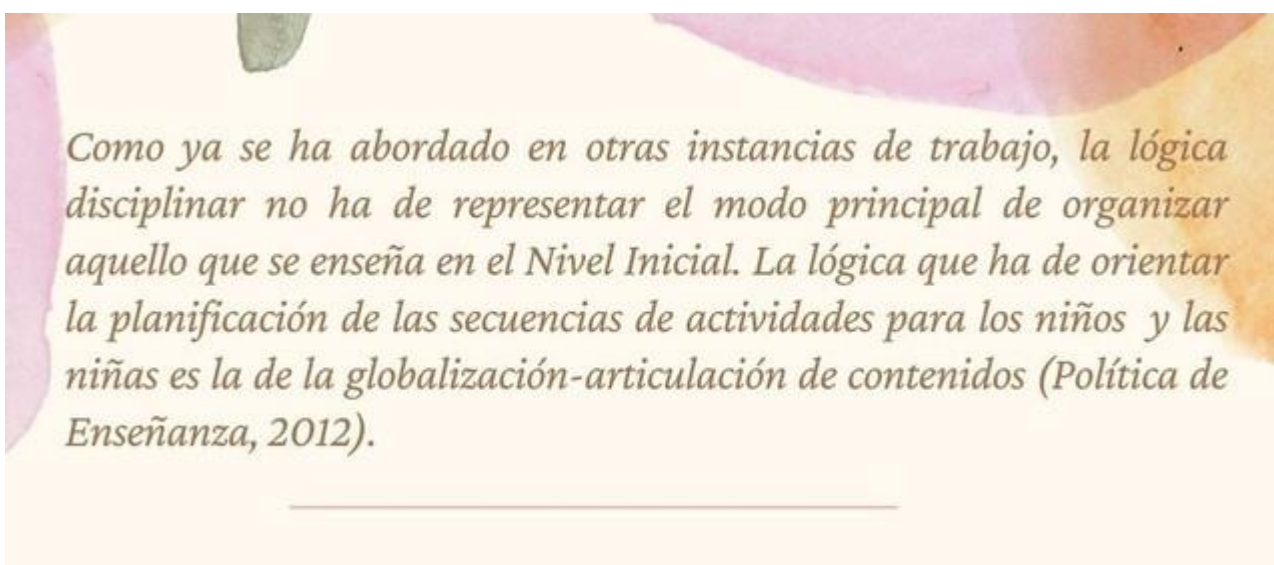 Como ya se ha abordado en otras instancias de trabajo, la lógica
disciplinar no ha de representar el modo principal de organizar
aquello que se enseña en el Nivel Inicial. La lógica que ha de orientar
la planificación de las secuencias de actividades para los niños y las
niñas es la de la globalización-articulación de contenidos (Política de
Enseñanza, 2012).